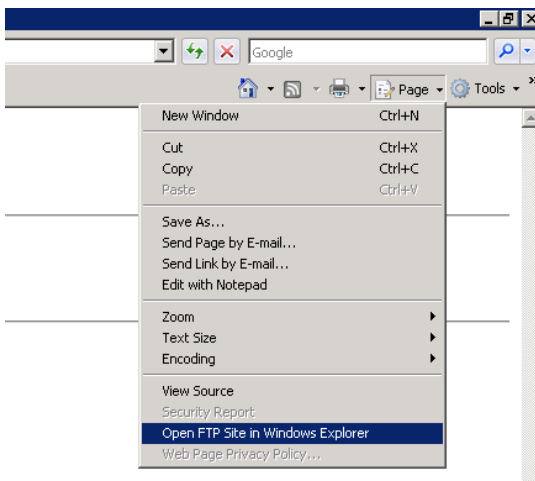 Google
Page Tools »
New Window Ctrl+N
Cut Ctrl+X
Copy Ctrl+C
Paste Ctrl+V
Save As...
Send Page by E-mail...
Send Link by E-mail...
Edit with Notepad
Zoom
Text Size
Encoding
View Source
Security Report
Open FTP Site in Windows Explorer
Web Page Privacy Policy...